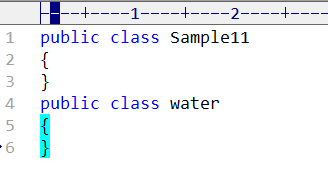 ----+----1----+----2----+---
1 public class Sample11
2 {
3 }
4 public class water
5 {
6 }